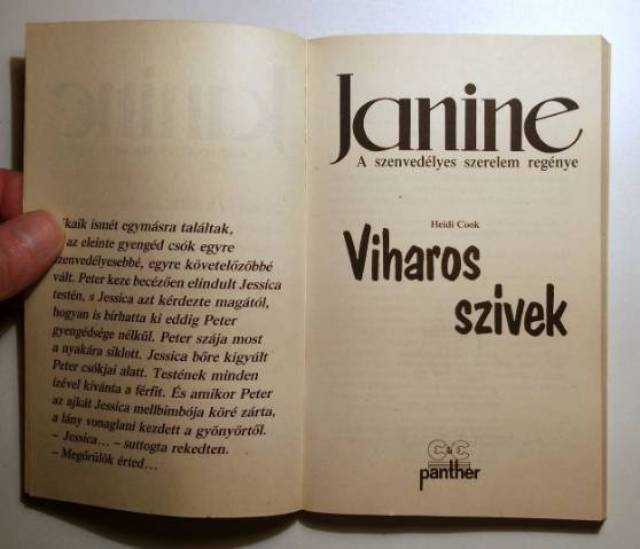 kaik ismét egymásra találtak,
az eleinte gyengéd csók egyre
szenvedélyesebbé, egyre követelőzőbbé
vált. Peter keze becézően elindult Jessica
testén, s Jessica azt kérdezte magától,
hogyan is bírhatta ki eddig Peter
gyengédsége nélkül. Peter szája most
a nyakára siklott. Jessica bőre kigyúlt
Peter csókjai alatt. Testének minden
ízével kívánta a férfit. És amikor Peter
az ajkát Jessica mellbimbója köré zárta,
a lány vonaglani kezdett a gyönyörtől.
– Jessica... – suttogta rekedten.
– Megőrülök érted...
Janine
A szenvedélyes szerelem regénye
Heidi Cook
Viharos
szivek
panther